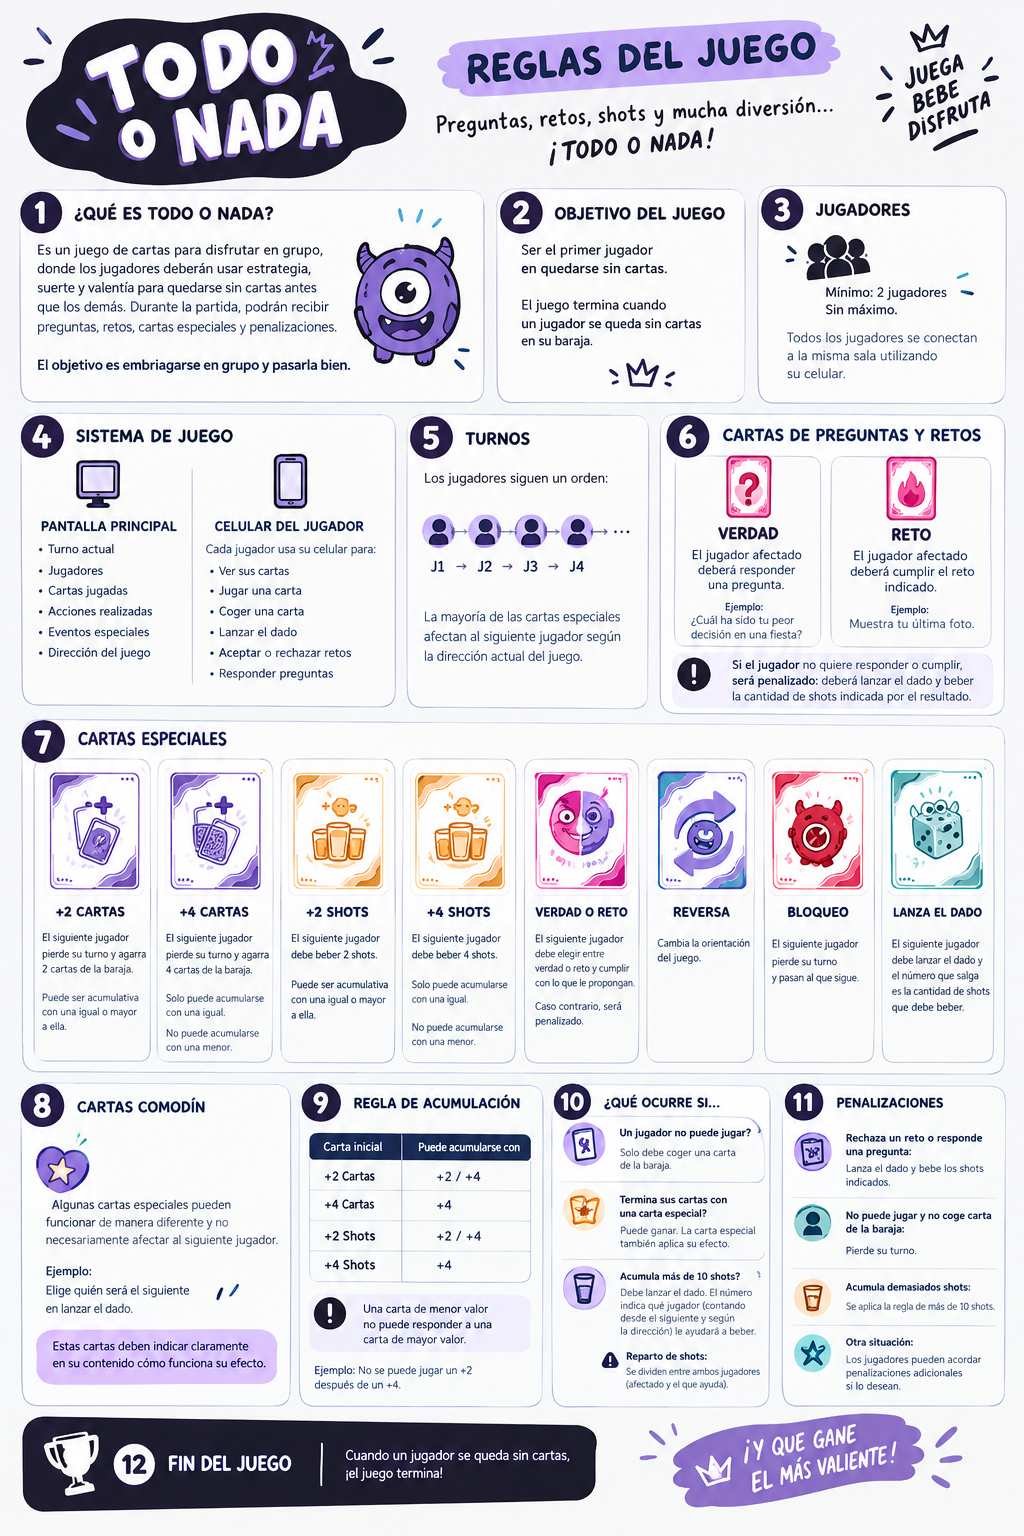 TODO
O NADA
REGLAS DEL JUEGO
Preguntas, retos, shots y mucha diversión...
¡TODO O NADA!
JUEGA
BEBE
DISFRUTA
1 ¿QUÉ ES TODO O NADA?
Es un juego de cartas para disfrutar en grupo,
donde los jugadores deberán usar estrategia,
suerte y valentía para quedarse sin cartas antes
que los demás. Durante la partida, podrán recibir
preguntas, retos, cartas especiales y penalizaciones.
El objetivo es embriagarse en grupo y pasarla bien.
2 OBJETIVO DEL JUEGO
Ser el primer jugador
en quedarse sin cartas.
El juego termina cuando
un jugador se queda sin cartas
en su baraja.
3 JUGADORES
Mínimo: 2 jugadores
Sin máximo.
Todos los jugadores se conectan
a la misma sala utilizando
su celular.
4 SISTEMA DE JUEGO
PANTALLA PRINCIPAL
• Turno actual
• Jugadores
• Cartas jugadas
• Acciones realizadas
• Eventos especiales
• Dirección del juego
CELULAR DEL JUGADOR
Cada jugador usa su celular para:
• Ver sus cartas
• Jugar una carta
• Coger una carta
• Lanzar el dado
• Aceptar o rechazar retos
• Responder preguntas
5 TURNOS
Los jugadores siguen un orden:
...
J1 → J2 → J3 → J4
La mayoría de las cartas especiales
afectan al siguiente jugador según
la dirección actual del juego.
6 CARTAS DE PREGUNTAS Y RETOS
?
VERDAD
El jugador afectado
deberá responder
una pregunta.
Ejemplo:
¿Cuál ha sido tu peor
decisión en una fiesta?
RETO
El jugador afectado
deberá cumplir el reto
indicado.
Ejemplo:
Muestra tu última foto.
!
Si el jugador no quiere responder o cumplir,
será penalizado: deberá lanzar el dado y beber
la cantidad de shots indicada por el resultado.
7 CARTAS ESPECIALES
+2 CARTAS
El siguiente jugador
pierde su turno y agarra
2 cartas de la baraja.
Puede ser acumulativa
con una igual o mayor
a ella.
+4 CARTAS
El siguiente jugador
pierde su turno y agarra
4 cartas de la baraja.
Solo puede acumularse
con una igual.
No puede acumularse
con una menor.
+2 SHOTS
El siguiente jugador
debe beber 2 shots.
Puede ser acumulativa
con una igual o mayor
a ella.
+4 SHOTS
El siguiente jugador
debe beber 4 shots.
Solo puede acumularse
con una igual.
No puede acumularse
con una menor.
VERDAD O RETO
El siguiente jugador
debe elegir entre
verdad o reto y cumplir
con lo que le propongan.
Caso contrario, será
penalizado.
REVERSA
Cambia la orientación
del juego.
BLOQUEO
El siguiente jugador
pierde su turno
y pasan al que sigue.
LANZA EL DADO
El siguiente jugador
debe lanzar el dado y
el número que salga
es la cantidad de shots
que debe beber.
8 CARTAS COMODÍN
Algunas cartas especiales pueden
funcionar de manera diferente y no
necesariamente afectar al siguiente jugador.
Ejemplo:
Elige quién será el siguiente
en lanzar el dado.
Estas cartas deben indicar claramente
en su contenido cómo funciona su efecto.
9 REGLA DE ACUMULACIÓN
Carta inicial Puede acumularse con
+2 Cartas +2 / +4
+4 Cartas +4
+2 Shots +2 / +4
+4 Shots +4
!
Una carta de menor valor
no puede responder a una
carta de mayor valor.
Ejemplo: No se puede jugar un +2
después de un +4.
10 ¿QUÉ OCURRE SI...
Un jugador no puede jugar?
Solo debe coger una carta
de la baraja.
Termina sus cartas con
una carta especial?
Puede ganar. La carta especial
también aplica su efecto.
Acumula más de 10 shots?
Debe lanzar el dado. El número
indica qué jugador (contando
desde el siguiente y según
la dirección) le ayudará a beber.
Reparto de shots:
Se dividen entre ambos jugadores
(afectado y el que ayuda).
11 PENALIZACIONES
Rechaza un reto o responde
una pregunta:
Lanza el dado y bebe los shots
indicados.
No puede jugar y no coge carta
de la baraja:
Pierde su turno.
Acumula demasiados shots:
Se aplica la regla de más de 10 shots.
Otra situación:
Los jugadores pueden acordar
penalizaciones adicionales
si lo desean.
12 FIN DEL JUEGO
Cuando un jugador se queda sin cartas,
¡el juego termina!
¡Y QUE GANE
EL MÁS VALIENTE!